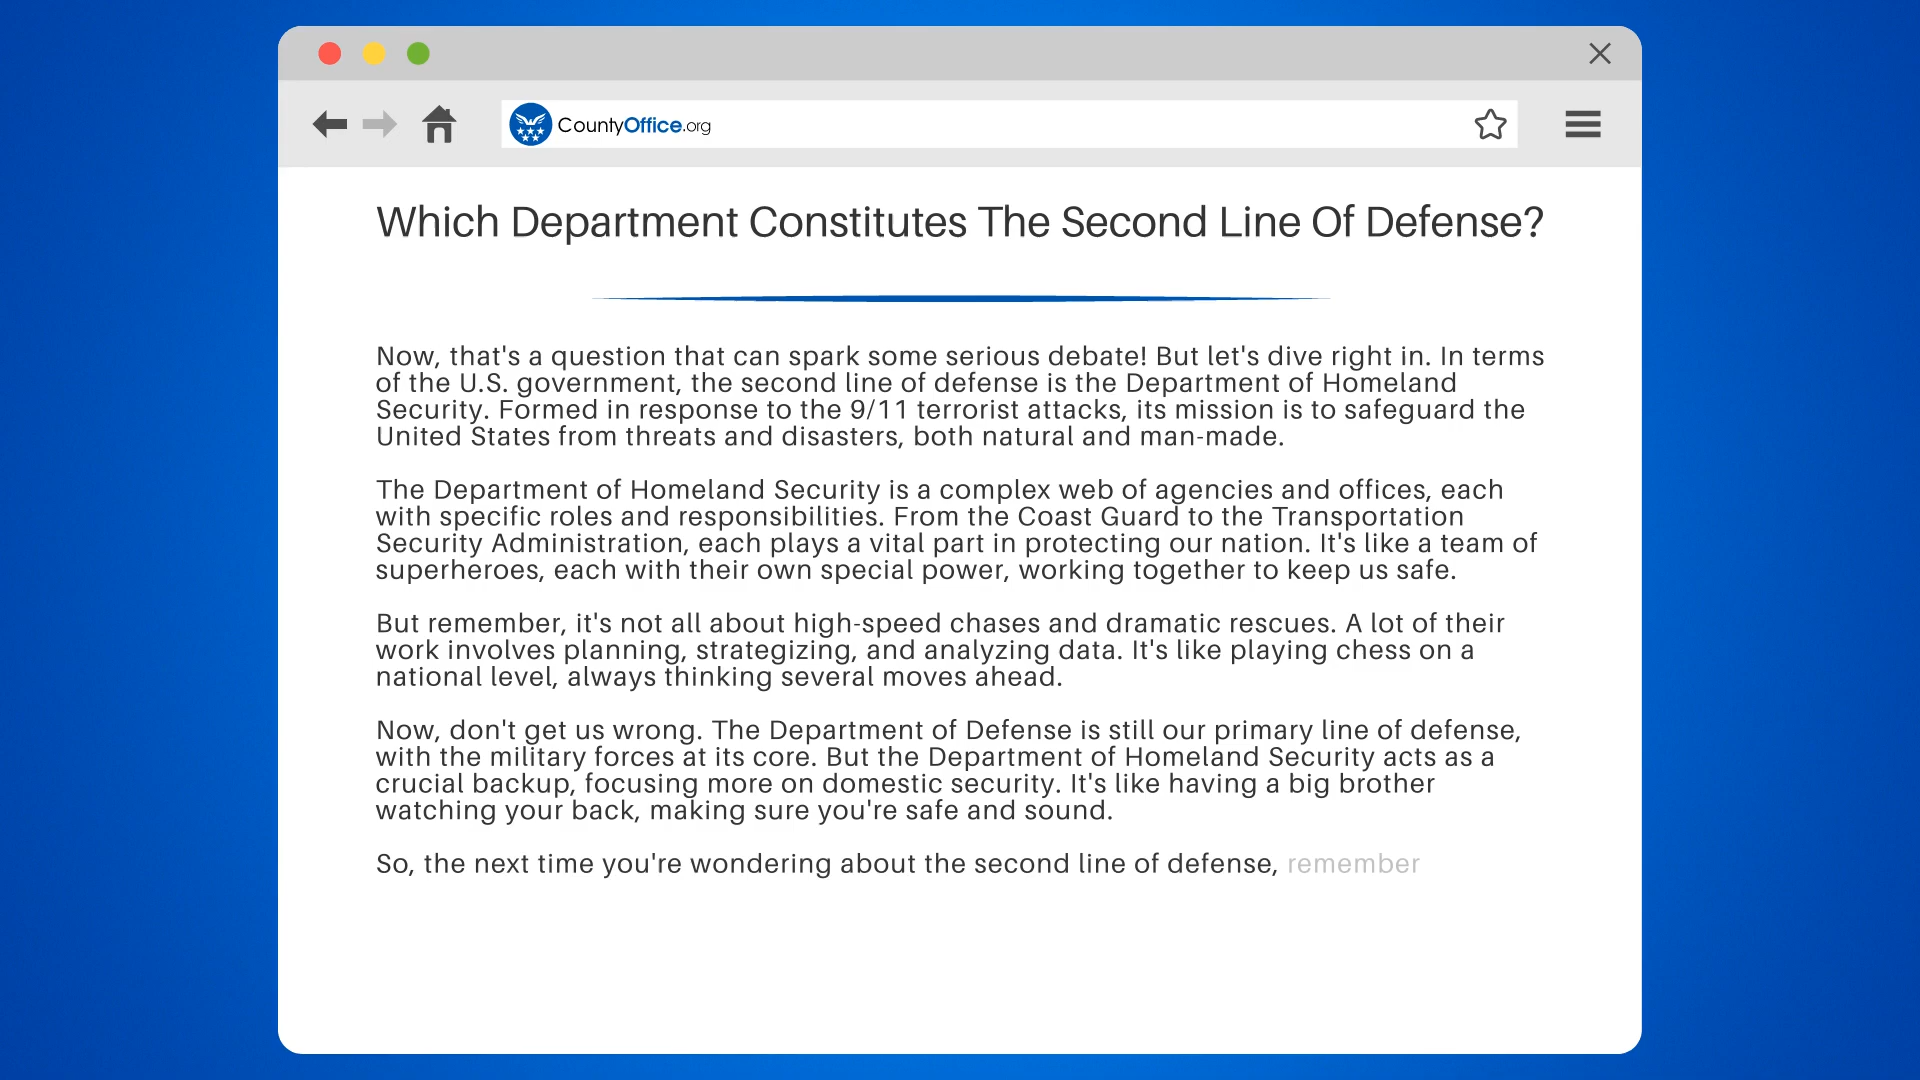 CountyOffice.org
Which Department Constitutes The Second Line Of Defense?
Now, that's a question that can spark some serious debate! But let's dive right in. In terms
of the U.S. government, the second line of defense is the Department of Homeland
Security. Formed in response to the 9/11 terrorist attacks, its mission is to safeguard the
United States from threats and disasters, both natural and man-made.
The Department of Homeland Security is a complex web of agencies and offices, each
with specific roles and responsibilities. From the Coast Guard to the Transportation
Security Administration, each plays a vital part in protecting our nation. It's like a team of
superheroes, each with their own special power, working together to keep us safe.
But remember, it's not all about high-speed chases and dramatic rescues. A lot of their
work involves planning, strategizing, and analyzing data. It's like playing chess on a
national level, always thinking several moves ahead.
Now, don't get us wrong. The Department of Defense is still our primary line of defense,
with the military forces at its core. But the Department of Homeland Security acts as a
crucial backup, focusing more on domestic security. It's like having a big brother
watching your back, making sure you're safe and sound.
So, the next time you're wondering about the second line of defense, remember